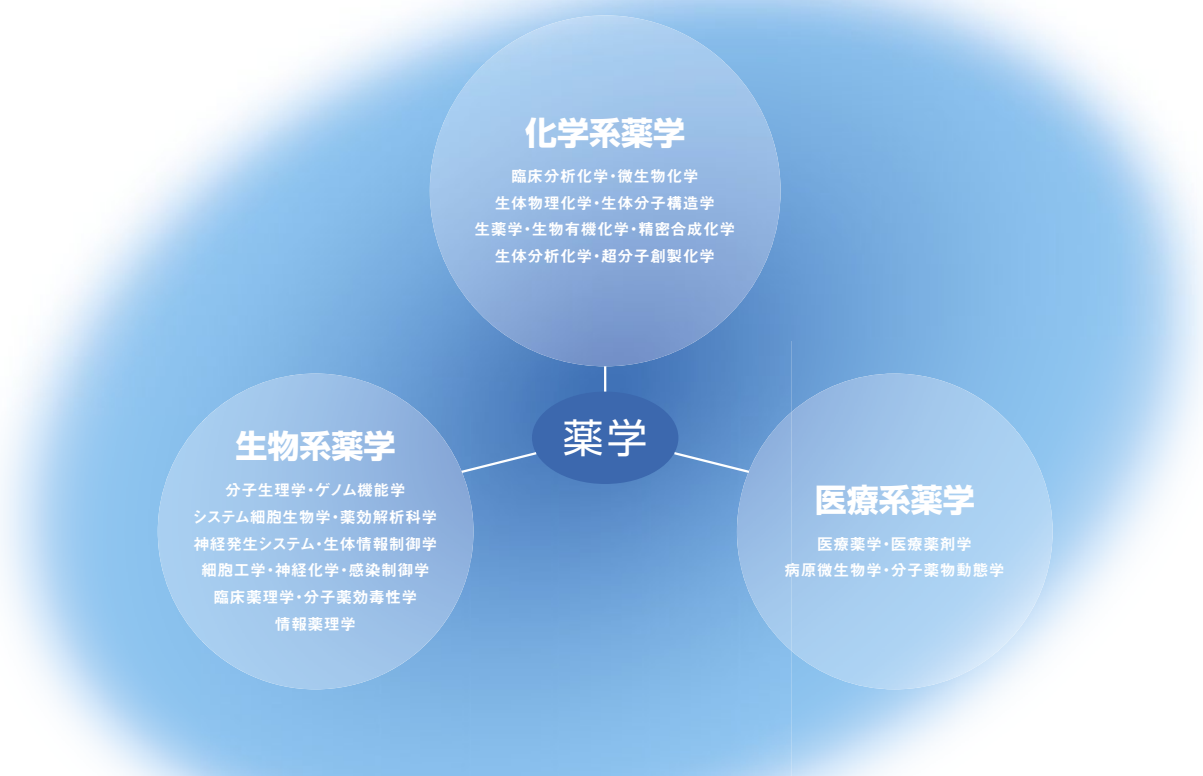 化学系薬学
臨床分析化学・微生物化学
生体物理化学・生体分子構造学
生薬学・生物有機化学・精密合成化学
生体分析化学・超分子創製化学
薬学
生物系薬学
分子生理学・ゲノム機能学
システム細胞生物学・薬効解析科学
神経発生システム・生体情報制御学
細胞工学・神経化学・感染制御学
臨床薬理学・分子薬効毒性学
情報薬理学
医療系薬学
医療薬学・医療薬剤学
病原微生物学・分子薬物動態学